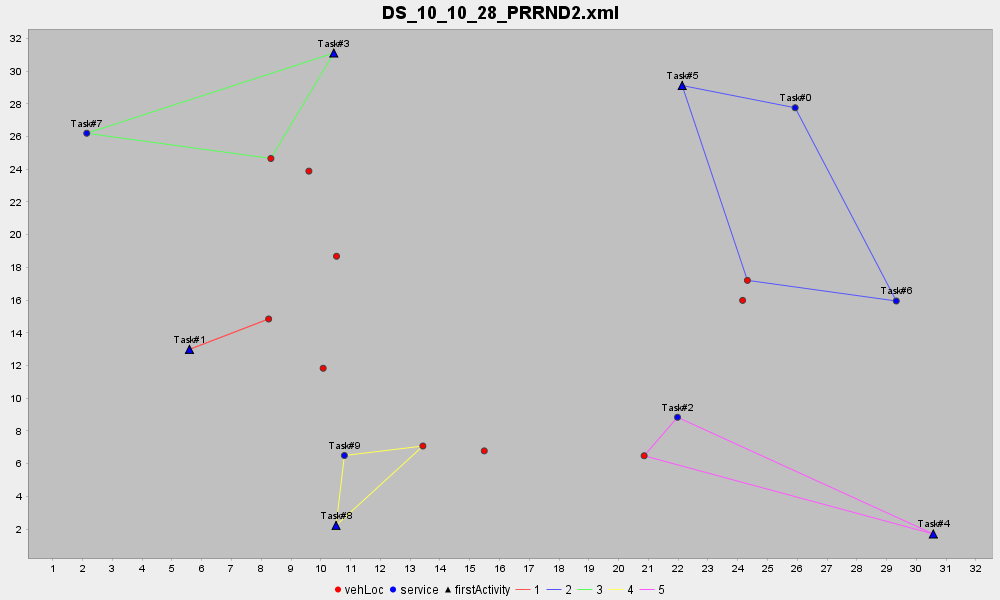 DS_10_10_28_PRRND2.xml
32
30
28
26
24
22
20
18
16
14
12
10
8
6
4
2
Task#3
Task#5
Task#0
Task#7
Task#6
Task#1
Task#2
Task#9
Task#8
Task#4
1 2 3 4 5 6 7 8 9 10 11 12 13 14 15 16 17 18 19 20 21 22 23 24 25 26 27 28 29 30 31 32
vehLoc service firstActivity 1 2 3 4 5